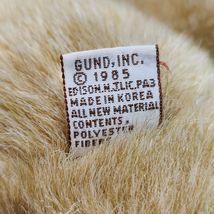 GUND, INC.
© 1985
EDISON.N.J.LIC.PA3
MADE IN KOREA
ALL NEW MATERIAL
CONTENTS.
POLYESTER
FIBERS